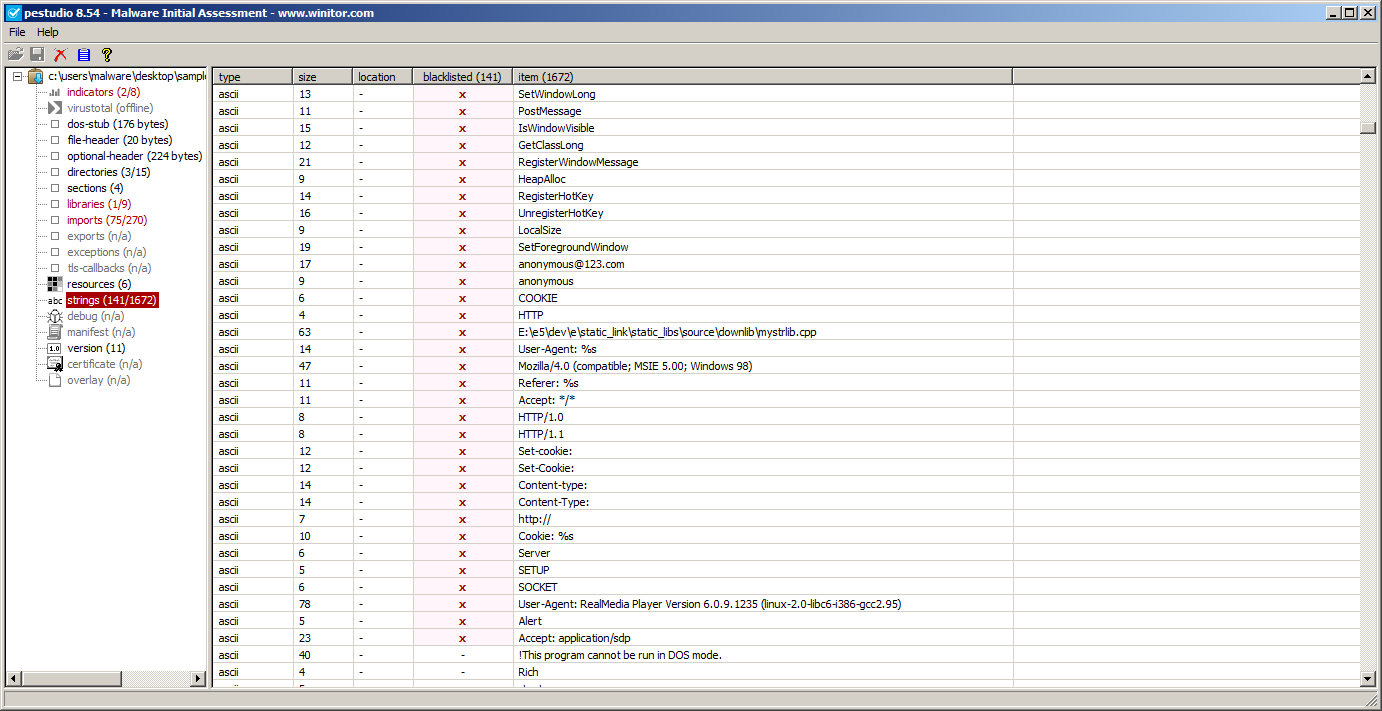 pestudio 8.54 - Malware Initial Assessment - www.winitor.com
File Help
c:\users\malware\desktop\sample
indicators (2/8)
virustotal (offline)
dos-stub (176 bytes)
file-header (20 bytes)
optional-header (224 bytes)
directories (3/15)
sections (4)
libraries (1/9)
imports (75/270)
exports (n/a)
exceptions (n/a)
tls-callbacks (n/a)
resources (6)
abc strings (141/1672)
debug (n/a)
manifest (n/a)
1.0 version (11)
certificate (n/a)
overlay (n/a)
type size location blacklisted (141) item (1672)
ascii 13 - x SetWindowLong
ascii 11 - x PostMessage
ascii 15 - x IsWindowVisible
ascii 12 - x GetClassLong
ascii 21 - x RegisterWindowMessage
ascii 9 - x HeapAlloc
ascii 14 - x RegisterHotKey
ascii 16 - x UnregisterHotKey
ascii 9 - x LocalSize
ascii 19 - x SetForegroundWindow
ascii 17 - x anonymous@123.com
ascii 9 - x anonymous
ascii 6 - x COOKIE
ascii 4 - x HTTP
ascii 63 - x E:\e5\dev\e\static_link\static_libs\source\downlib\mystrlib.cpp
ascii 14 - x User-Agent: %s
ascii 47 - x Mozilla/4.0 (compatible; MSIE 5.00; Windows 98)
ascii 11 - x Referer: %s
ascii 11 - x Accept: */*
ascii 8 - x HTTP/1.0
ascii 8 - x HTTP/1.1
ascii 12 - x Set-cookie:
ascii 12 - x Set-Cookie:
ascii 14 - x Content-type:
ascii 14 - x Content-Type:
ascii 7 - x http://
ascii 10 - x Cookie: %s
ascii 6 - x Server
ascii 5 - x SETUP
ascii 6 - x SOCKET
ascii 78 - x User-Agent: RealMedia Player Version 6.0.9.1235 (linux-2.0-libc6-i386-gcc2.95)
ascii 5 - x Alert
ascii 23 - x Accept: application/sdp
ascii 40 - - !This program cannot be run in DOS mode.
ascii 4 - - Rich